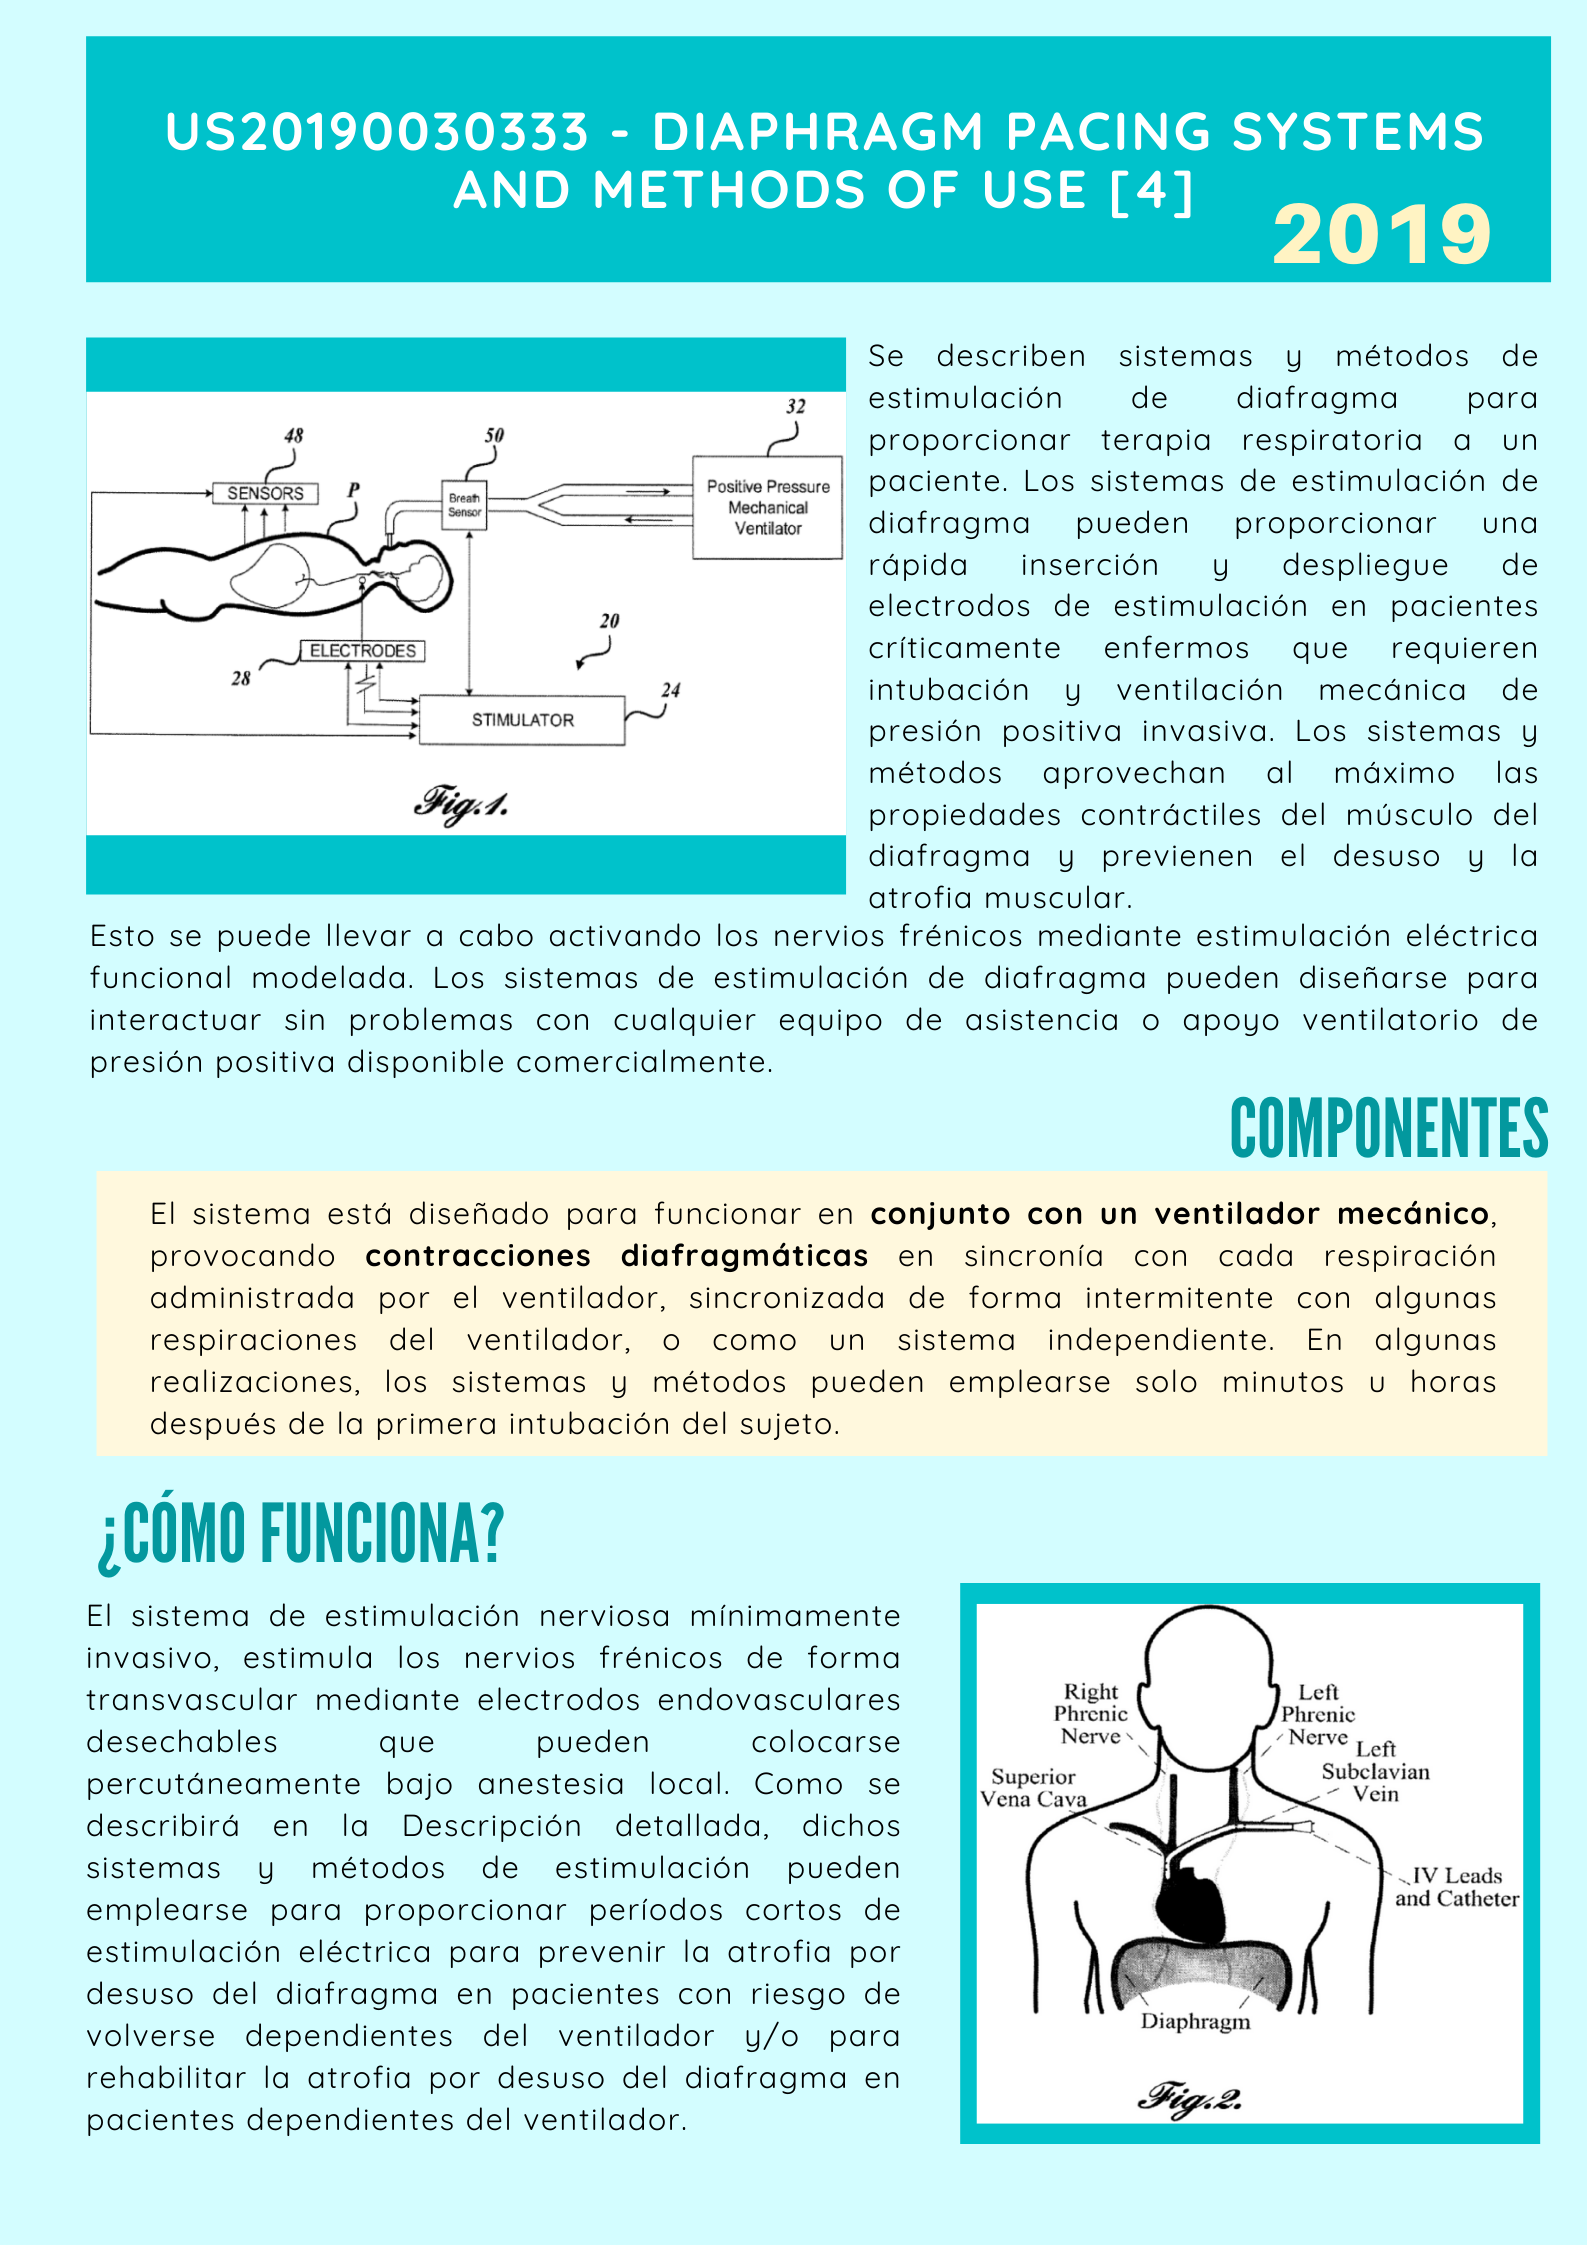 US20190030333 - DIAPHRAGM PACING SYSTEMS
AND METHODS OF USE [4]
2019
48
50
32
SENSORS
P
Breath
Sensor
Positive Pressure
Mechanical
Ventilator
20
ELECTRODES
28
24
STIMULATOR
Fig.1.
Se describen sistemas y métodos de
estimulación de diafragma para
proporcionar terapia respiratoria a un
paciente. Los sistemas de estimulación de
diafragma pueden proporcionar una
rápida inserción y despliegue de
electrodos de estimulación en pacientes
críticamente enfermos que requieren
intubación y ventilación mecánica de
presión positiva invasiva. Los sistemas y
métodos aprovechan al máximo las
propiedades contráctiles del músculo del
diafragma y previenen el desuso y la
atrofia muscular.
Esto se puede llevar a cabo activando los nervios frénicos mediante estimulación eléctrica
funcional modelada. Los sistemas de estimulación de diafragma pueden diseñarse para
interactuar sin problemas con cualquier equipo de asistencia o apoyo ventilatorio de
presión positiva disponible comercialmente.
COMPONENTES
El sistema está diseñado para funcionar en conjunto con un ventilador mecánico,
provocando contracciones diafragmáticas en sincronía con cada respiración
administrada por el ventilador, sincronizada de forma intermitente con algunas
respiraciones del ventilador, o como un sistema independiente. En algunas
realizaciones, los sistemas y métodos pueden emplearse solo minutos u horas
después de la primera intubación del sujeto.
¿CÓMO FUNCIONA?
El sistema de estimulación nerviosa mínimamente
invasivo, estimula los nervios frénicos de forma
transvascular mediante electrodos endovasculares
desechables que pueden colocarse
percutáneamente bajo anestesia local. Como se
describirá en la Descripción detallada, dichos
sistemas y métodos de estimulación pueden
emplearse para proporcionar períodos cortos de
estimulación eléctrica para prevenir la atrofia por
desuso del diafragma en pacientes con riesgo de
volverse dependientes del ventilador y/o para
rehabilitar la atrofia por desuso del diafragma en
pacientes dependientes del ventilador.
Right
Phrenic
Nerve
Left
Phrenic
Nerve
Left
Subclavian
Vein
Superior
Vena Cava
IV Leads
and Catheter
Diaphragm
Fig.2.